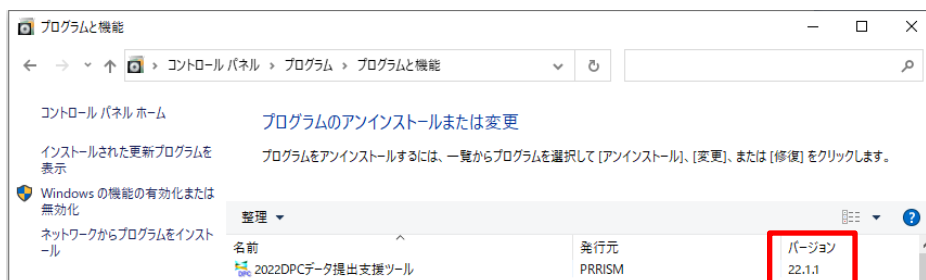 プログラムと機能
コントロール パネル › プログラム › プログラムと機能
コントロール パネル ホーム
インストールされた更新プログラムを
表示
Windows の機能の有効化または
無効化
ネットワークからプログラムをインスト
ール
プログラムのアンインストールまたは変更
プログラムをアンインストールするには、一覧からプログラムを選択して [アンインストール]、[変更]、または [修復] をクリックします。
整理
名前 発行元 バージョン
2022DPCデータ提出支援ツール PRRISM 22.1.1